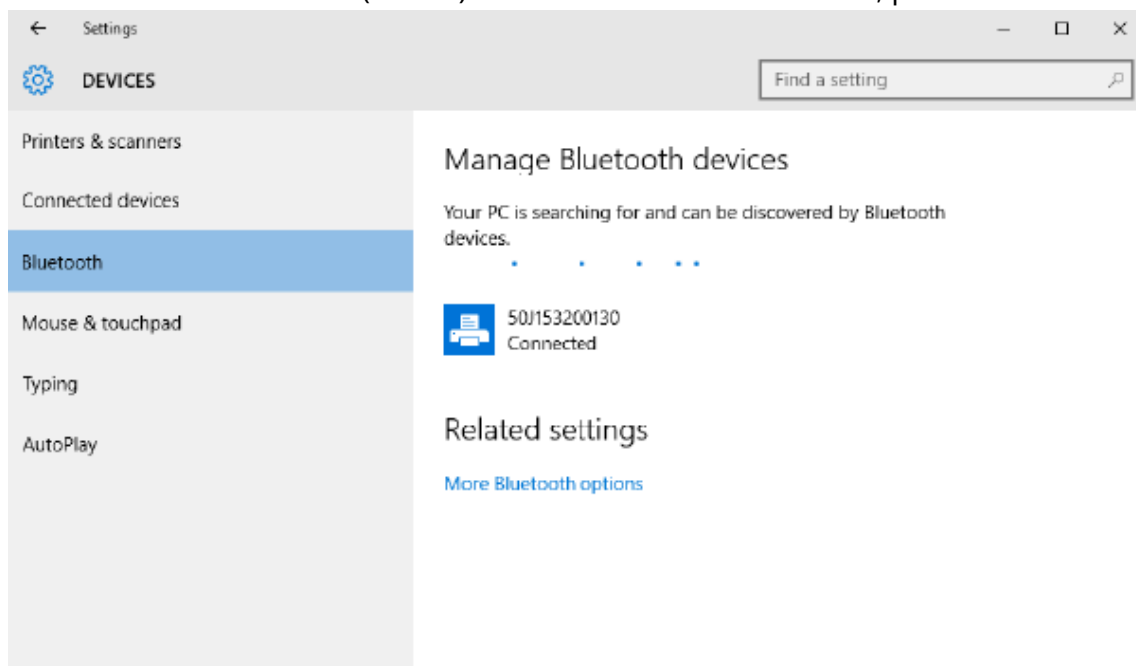 ← Settings
DEVICES
Find a setting
Printers & scanners
Connected devices
Bluetooth
Mouse & touchpad
Typing
AutoPlay
Manage Bluetooth devices
Your PC is searching for and can be discovered by Bluetooth
devices.
50J153200130
Connected
Related settings
More Bluetooth options